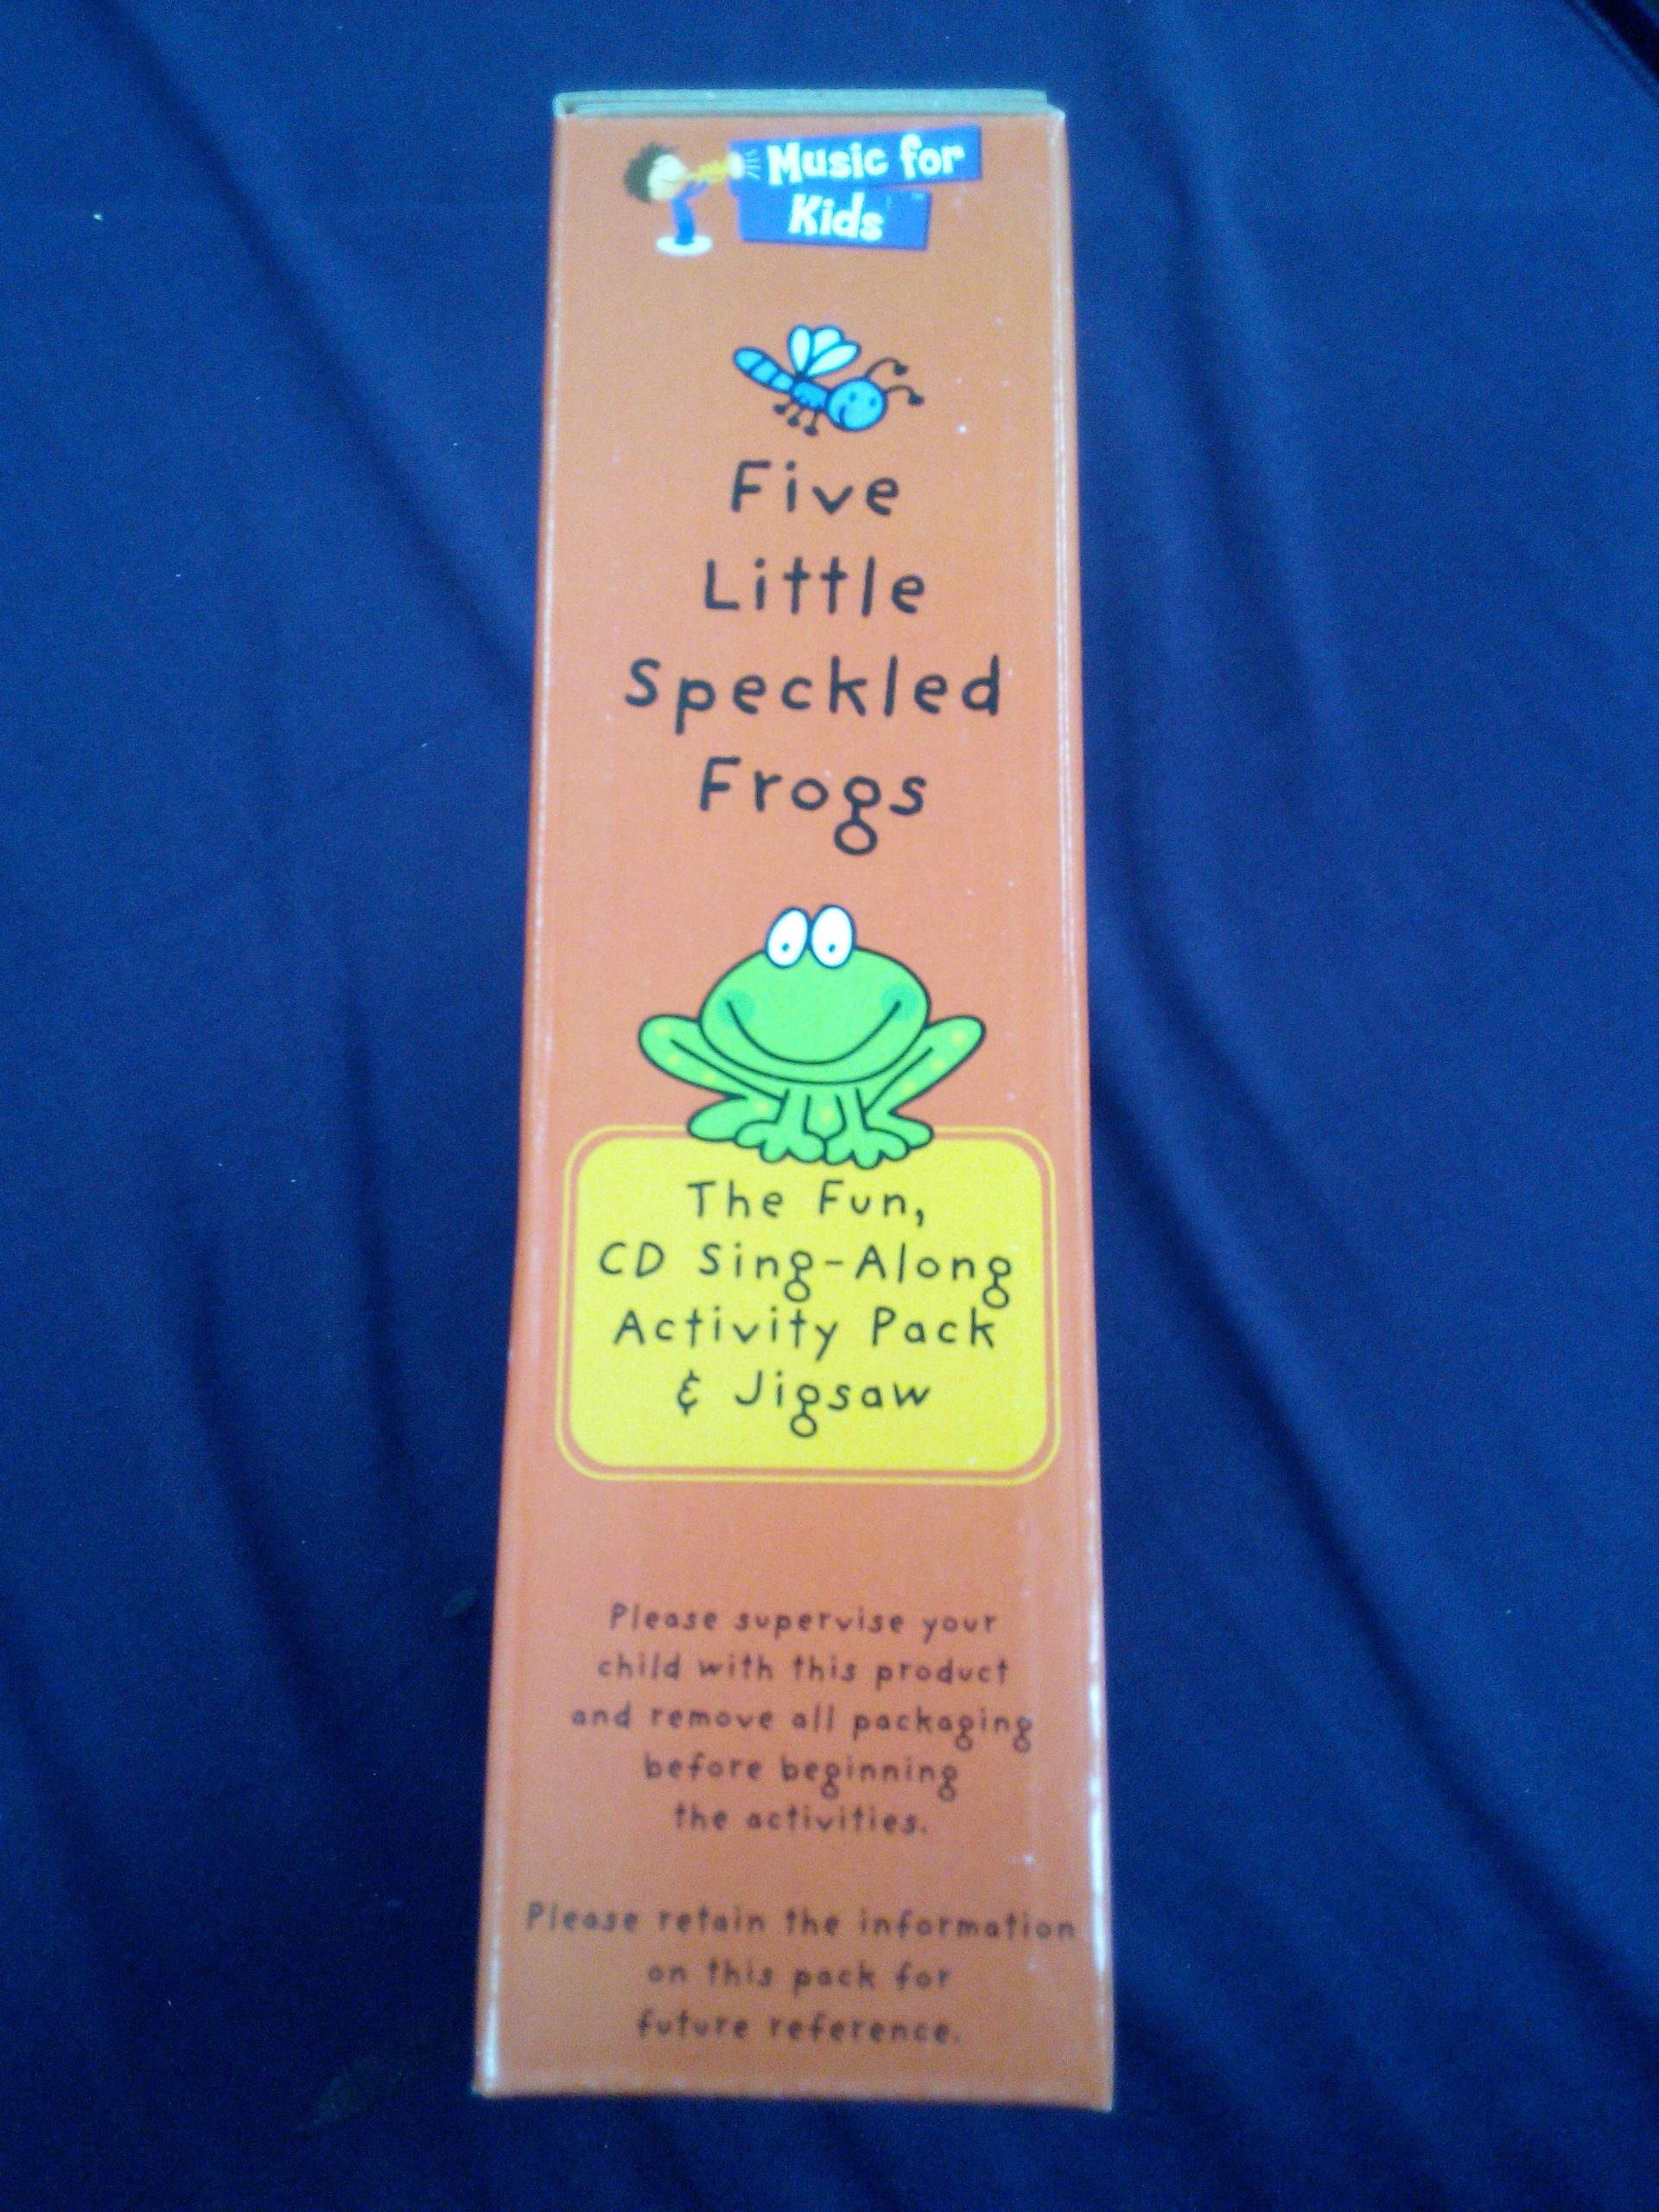 Music for
Kids™
Five
Little
Speckled
Frogs
The Fun,
CD Sing-Along
Activity Pack
& Jigsaw
Please supervise your
child with this product
and remove all packaging
before beginning
the activities.
Please retain the information
on this pack for
future reference.